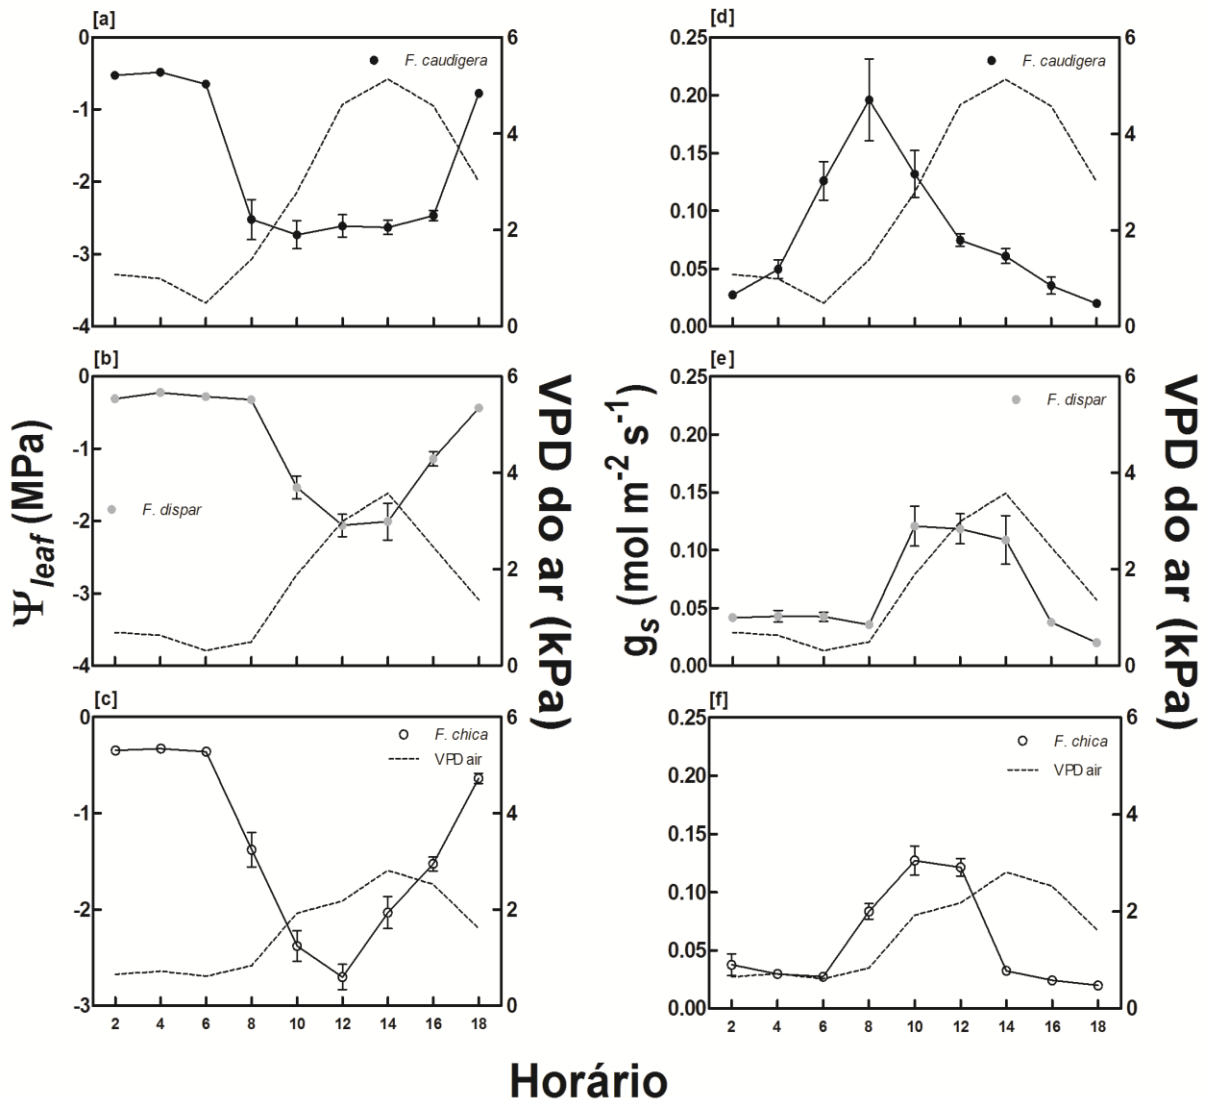 [a]
0
-1
-2
-3
-4
6
4
2
0
F. caudigera
[d]
0.25
0.20
0.15
0.10
0.05
0.00
6
4
2
0
F. caudigera
[b]
0
-1
-2
-3
-4
6
4
2
0
F. dispar
[e]
0.25
0.20
0.15
0.10
0.05
0.00
6
4
2
0
F. dispar
[c]
0
-1
-2
-3
6
4
2
0
F. chica
VPD air
2 4 6 8 10 12 14 16 18
[f]
0.25
0.20
0.15
0.10
0.05
0.00
6
4
2
0
F. chica
VPD air
2 4 6 8 10 12 14 16 18
Ψleaf (MPa)
VPD do ar (kPa)
gs (mol m-2 s-1)
VPD do ar (kPa)
Horário